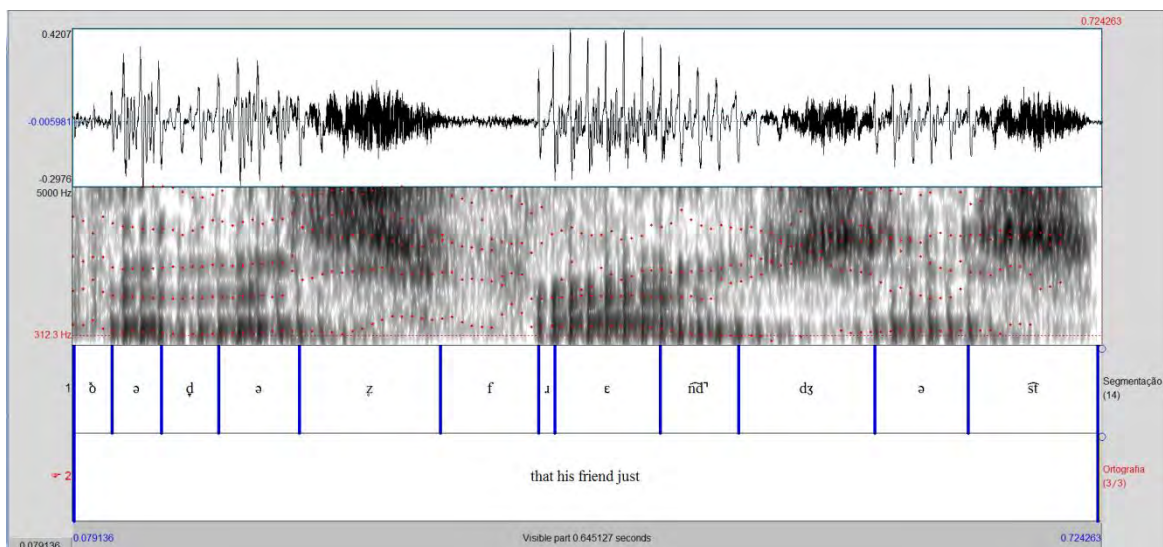 0.724263
0.4207
-0.005981
-0.2976
5000 Hz
312.3 Hz
1 ð̥ ə d̥ ə z̥ f ɹ ɛ n͡d̚ dʒ ə s͡t Segmentação (14)
2 that his friend just Ortografia (3/3)
0.079136 0.079136 Visible part 0.645127 seconds 0.724263